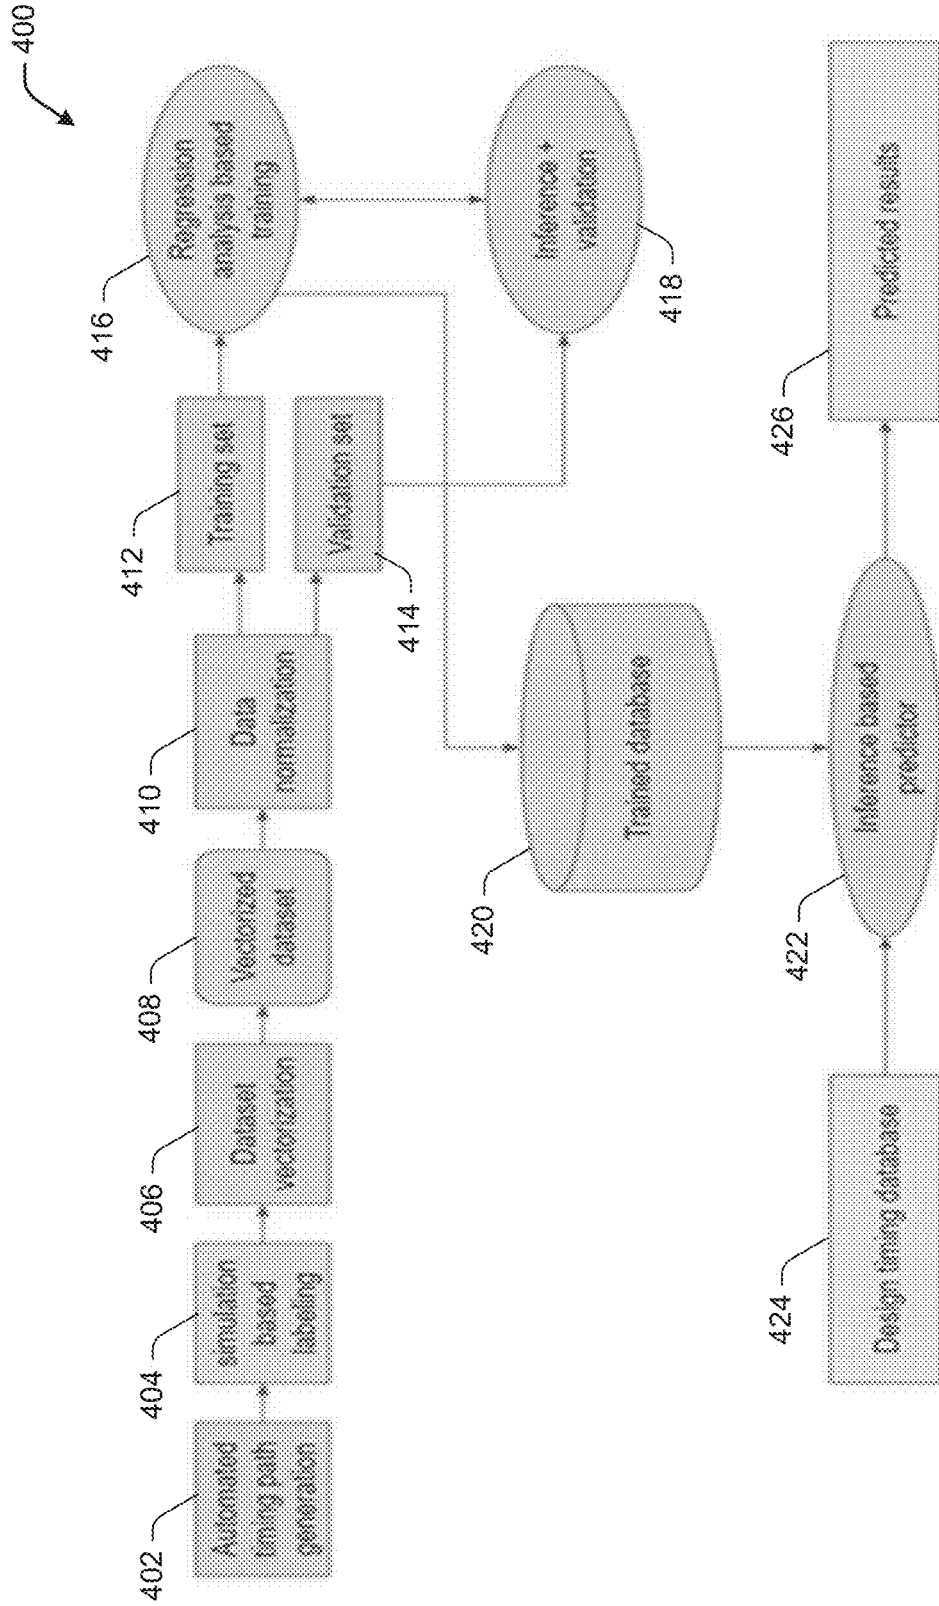 400
402
Automated
timing path
generation
404
simulation
based
labeling
406
Dataset
vectorization
408
Vectorized
dataset
410
Data
normalization
412
Training set
414
Validation set
416
Regression
analysis based
training
418
Inference +
validation
420
Trained database
422
Inference based
predictor
424
Design timing database
426
Predicted results